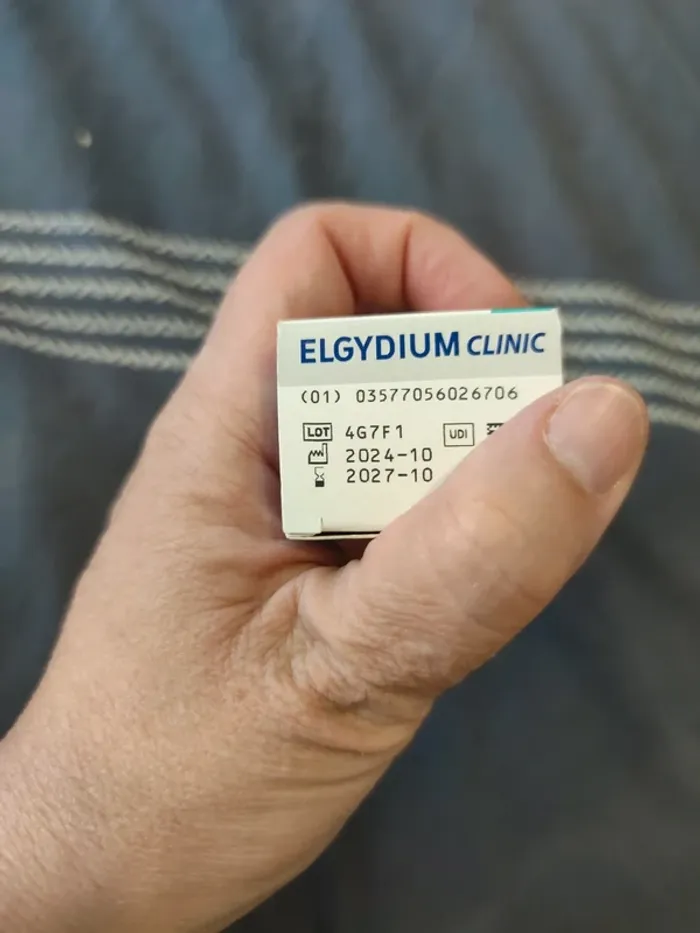 ELGYDIUM CLINIC
(01) 03577056026706
LOT 4G7F1 UDI
2024-10
2027-10